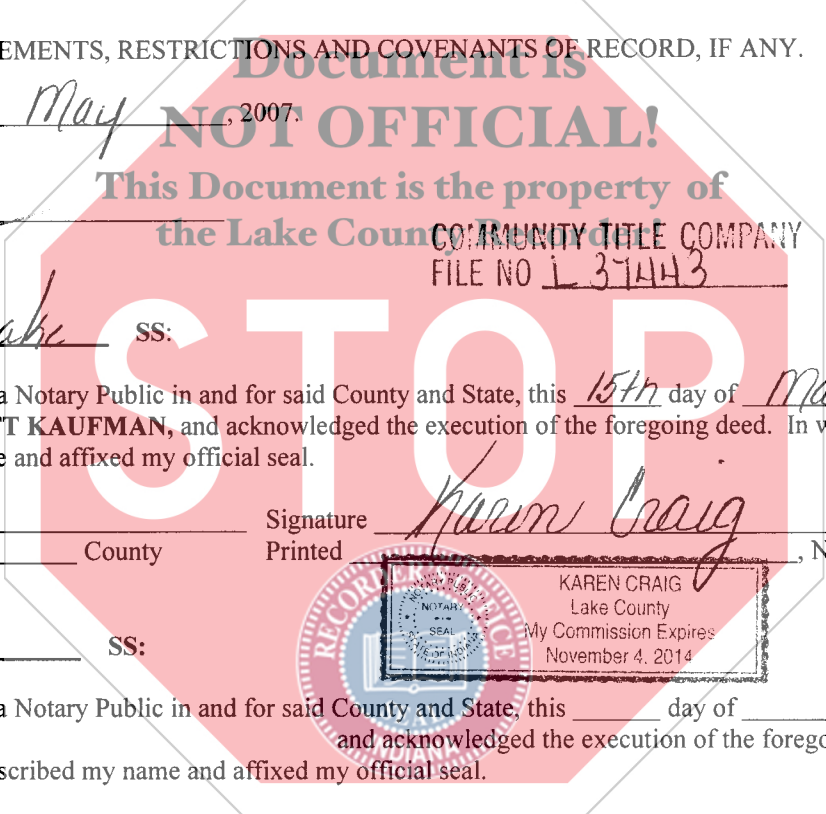 EMENTS, RESTRICTIONS AND COVENANTS OF RECORD, IF ANY.
Document is
May, 2007.
NOT OFFICIAL!
This Document is the property of
the Lake County Recorder!
COMMUNITY TITLE COMPANY
FILE NO L 37443
STOP
ake SS:
a Notary Public in and for said County and State, this 15th day of Ma
T KAUFMAN, and acknowledged the execution of the foregoing deed. In w
e and affixed my official seal.
Signature Karen Craig
County Printed , N
KAREN CRAIG
Lake County
My Commission Expires
November 4, 2014
NOTARY PUBLIC
NOTARY
SEAL
STATE OF INDIANA
RECORDER'S OFFICE
INDIANA
SS:
a Notary Public in and for said County and State, this day of
and acknowledged the execution of the forego
scribed my name and affixed my official seal.